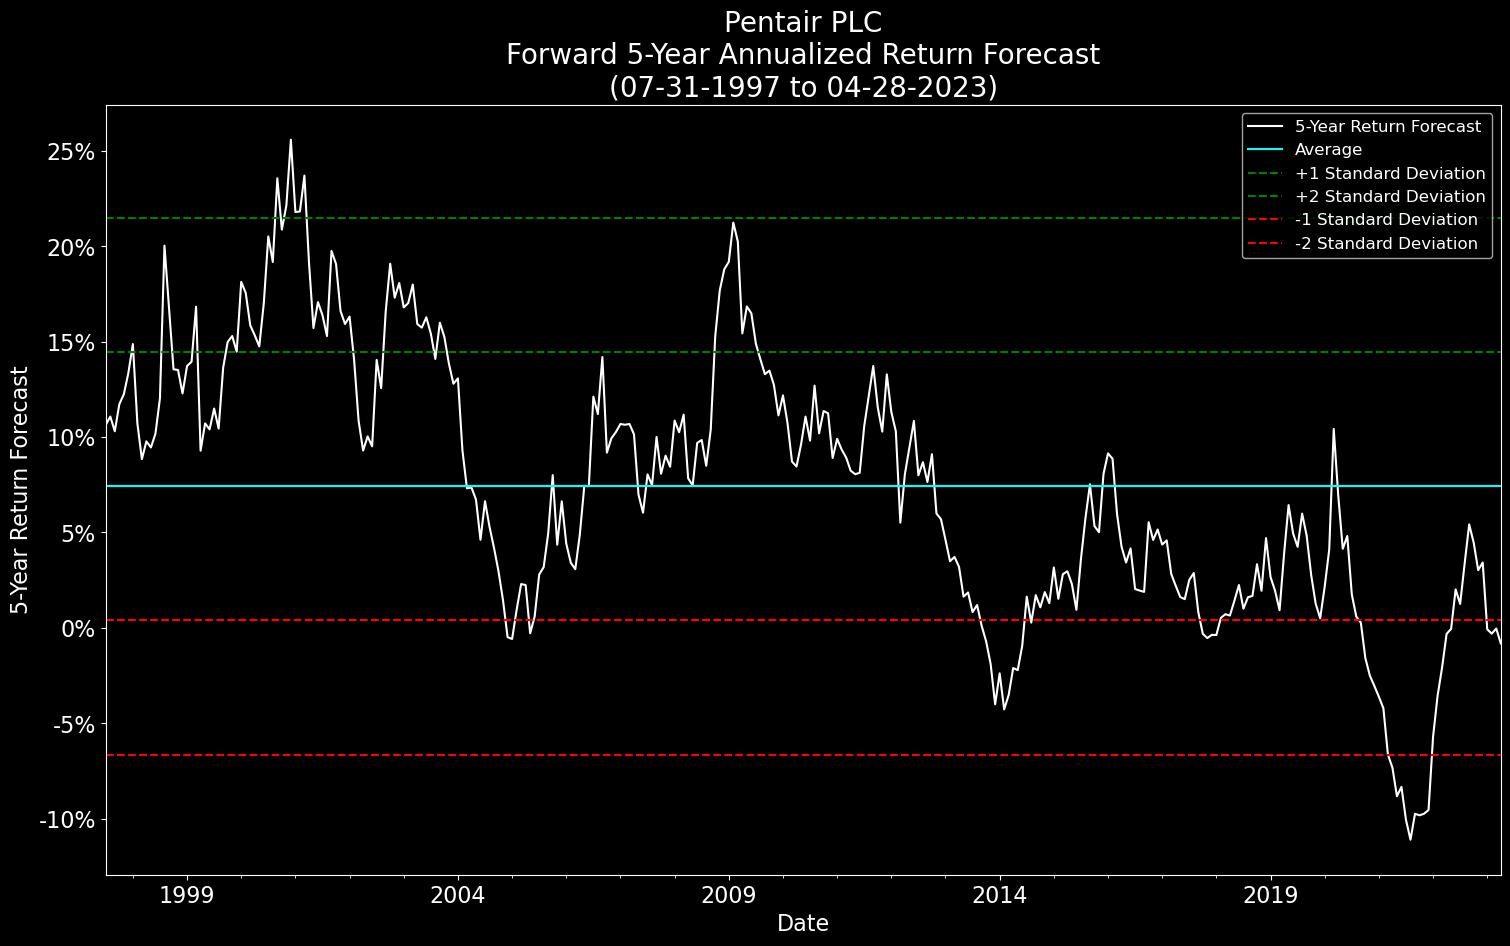 Pentair PLC
Forward 5-Year Annualized Return Forecast
(07-31-1997 to 04-28-2023)
5-Year Return Forecast
Average
+1 Standard Deviation
+2 Standard Deviation
-1 Standard Deviation
-2 Standard Deviation
25%
20%
15%
10%
5%
0%
-5%
-10%
5-Year Return Forecast
1999
2004
2009
2014
2019
Date